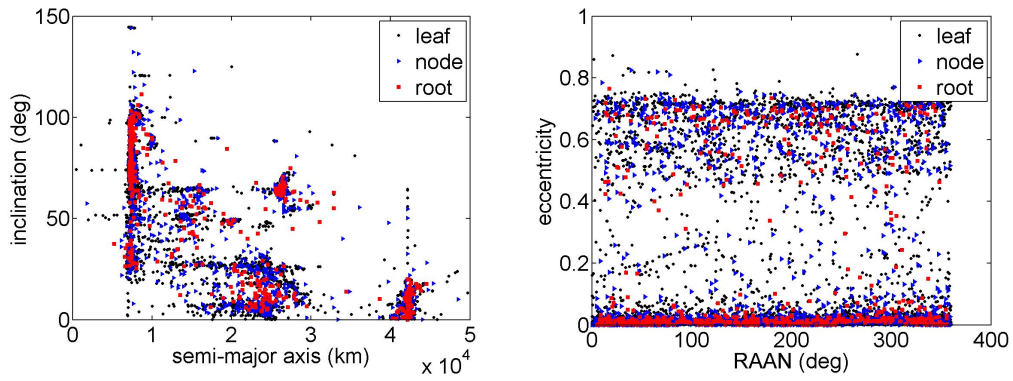 150
100
50
0
inclination (deg)
leaf
node
root
0
1
2
3
4
5
semi-major axis (km)
x 10^4
1
0.8
0.6
0.4
0.2
0
eccentricity
leaf
node
root
0
100
200
300
400
RAAN (deg)